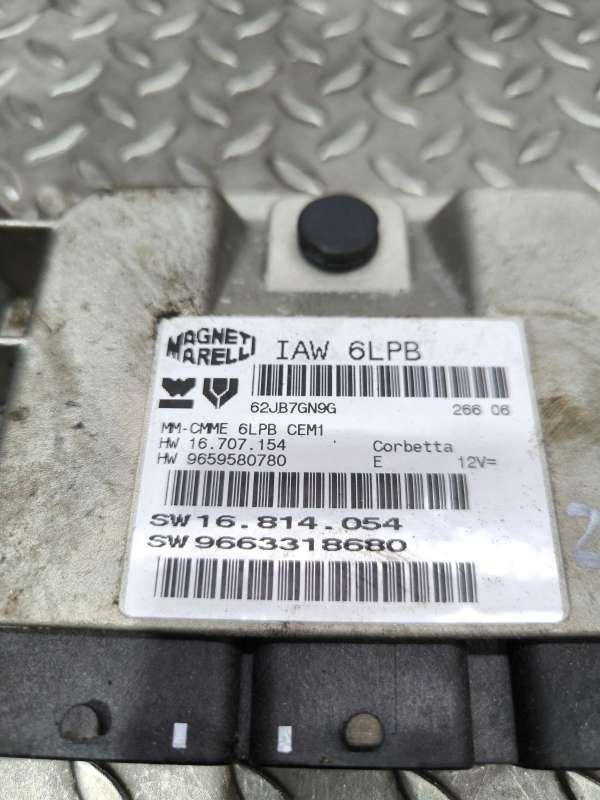 MAGNETI MARELLI IAW 6LPB
62JB7GN9G 266 06
MM-CMME 6LPB CEM1
HW 16.707.154 Corbetta
HW 9659580780 E 12V=
SW 16.814.054
SW 9663318680
2